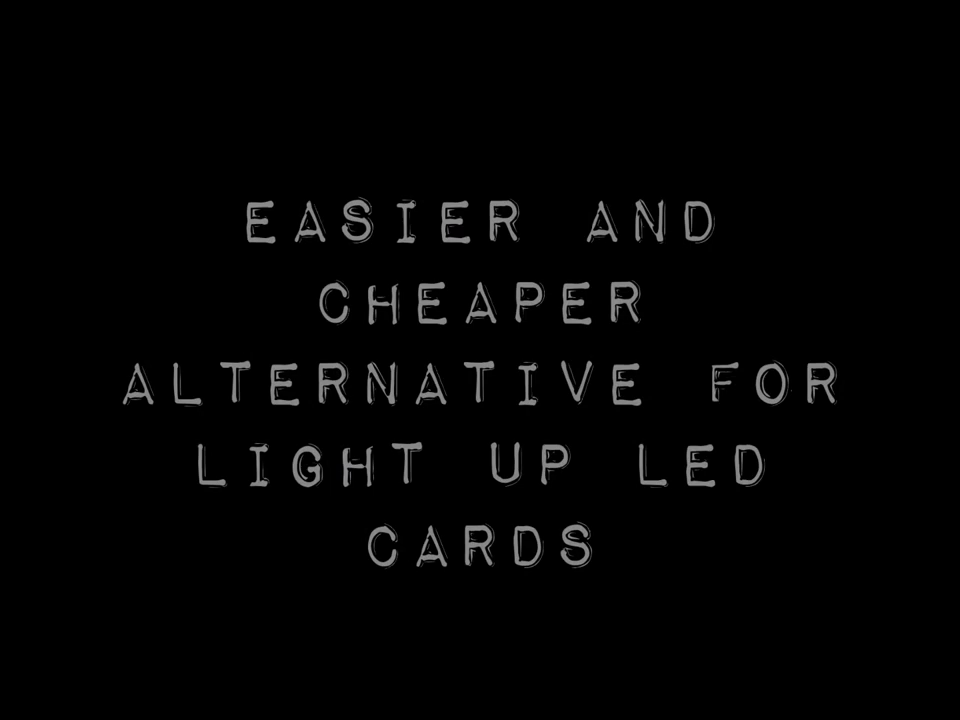 EASIER AND
CHEAPER
ALTERNATIVE FOR
LIGHT UP LED
CARDS